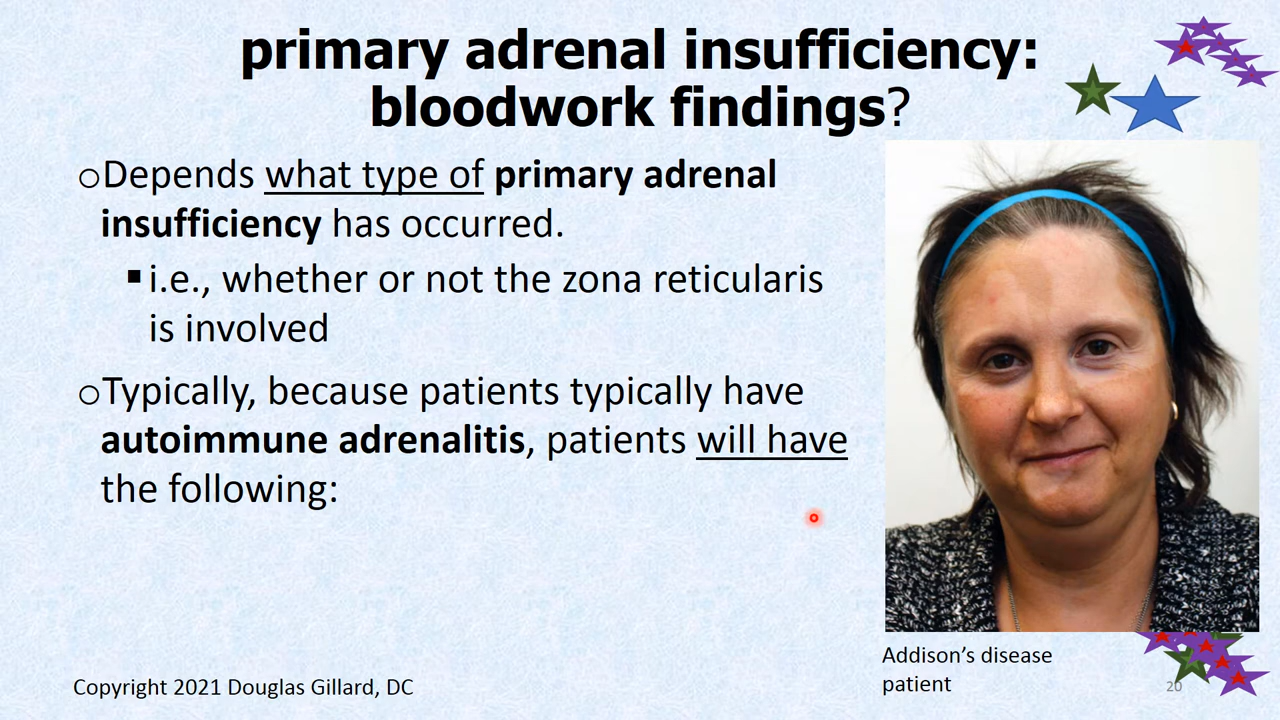 primary adrenal insufficiency:
bloodwork findings?
oDepends what type of primary adrenal
insufficiency has occurred.
▪i.e., whether or not the zona reticularis
is involved
oTypically, because patients typically have
autoimmune adrenalitis, patients will have
the following:
Addison’s disease
patient
Copyright 2021 Douglas Gillard, DC
20